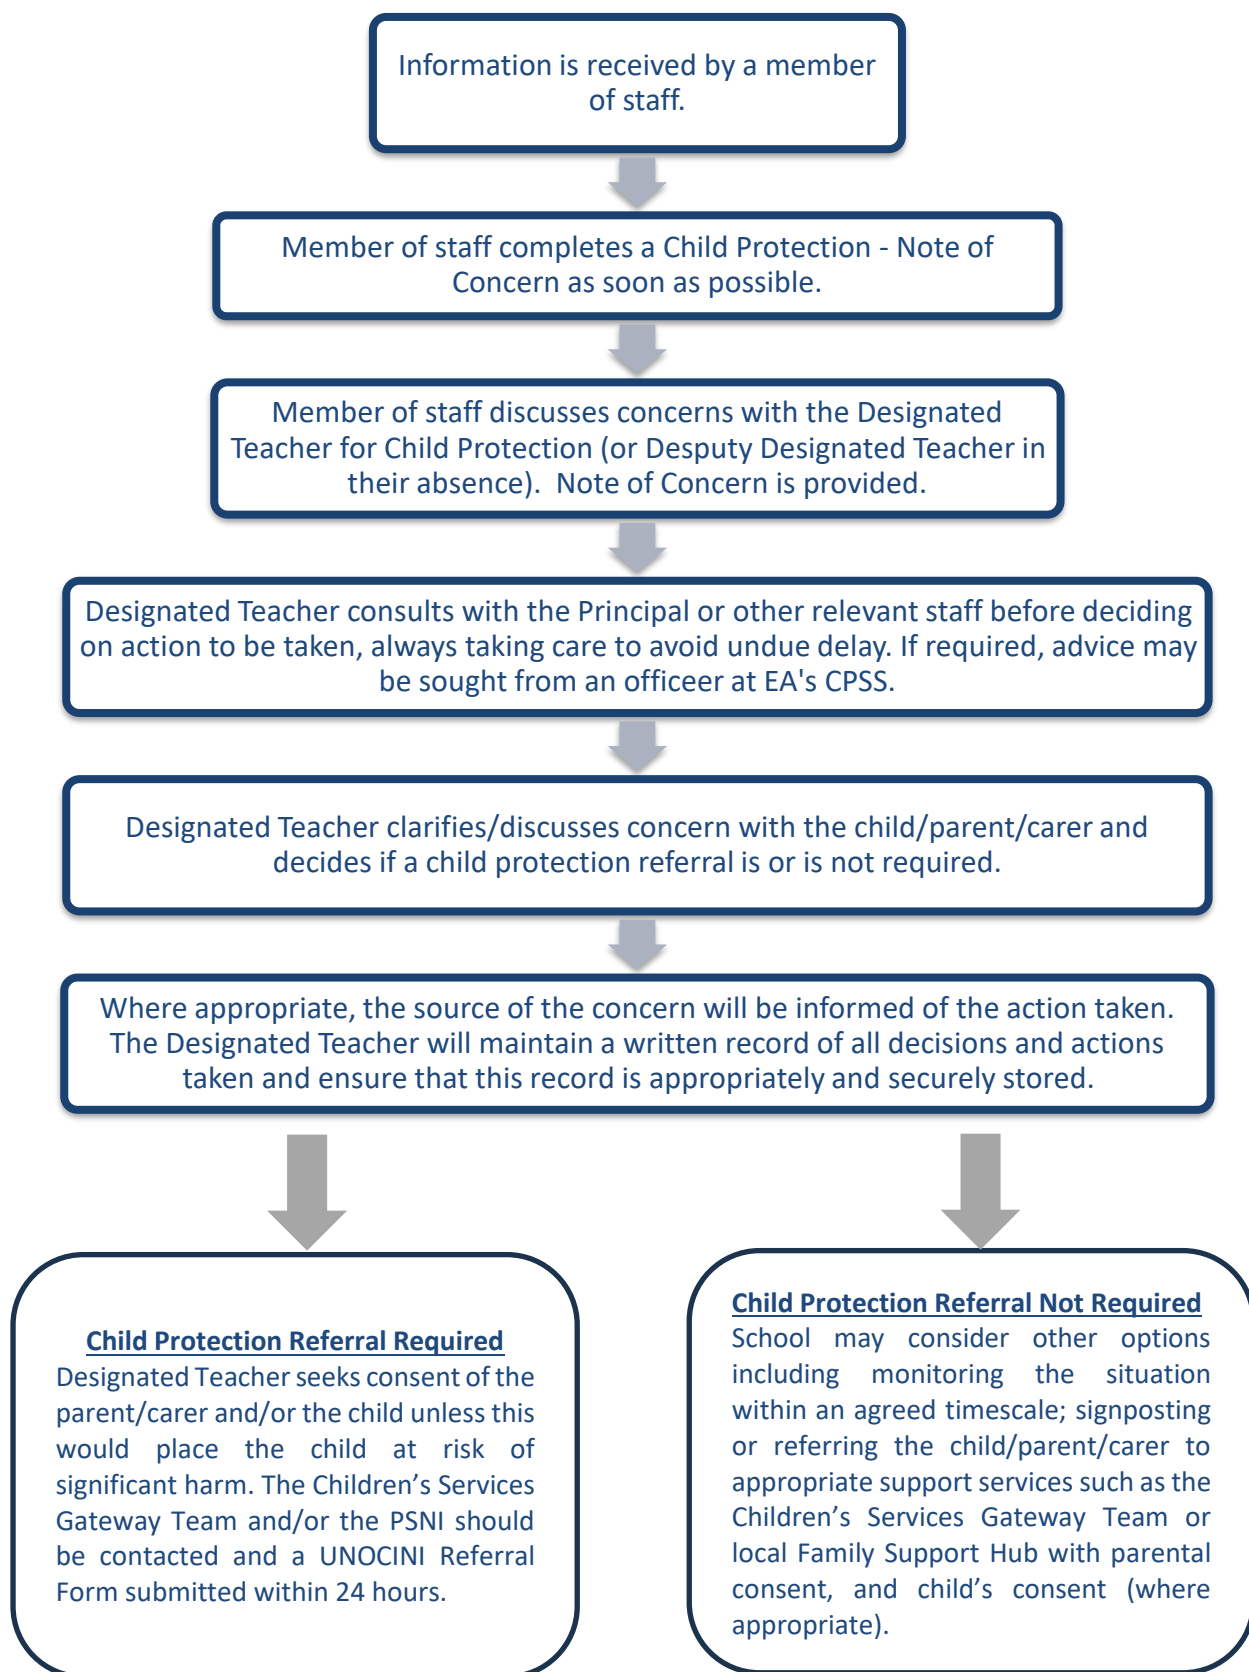 Information is received by a member
of staff.
Member of staff completes a Child Protection - Note of
Concern as soon as possible.
Member of staff discusses concerns with the Designated
Teacher for Child Protection (or Desputy Designated Teacher in
their absence).  Note of Concern is provided.
Designated Teacher consults with the Principal or other relevant staff before deciding
on action to be taken, always taking care to avoid undue delay. If required, advice may
be sought from an officeer at EA's CPSS.
Designated Teacher clarifies/discusses concern with the child/parent/carer and
decides if a child protection referral is or is not required.
Where appropriate, the source of the concern will be informed of the action taken.
The Designated Teacher will maintain a written record of all decisions and actions
taken and ensure that this record is appropriately and securely stored.
Child Protection Referral Required
Designated Teacher seeks consent of the
parent/carer and/or the child unless this
would place the child at risk of
significant harm. The Children’s Services
Gateway Team and/or the PSNI should
be contacted and a UNOCINI Referral
Form submitted within 24 hours.
Child Protection Referral Not Required
School may consider other options
including monitoring the situation
within an agreed timescale; signposting
or referring the child/parent/carer to
appropriate support services such as the
Children’s Services Gateway Team or
local Family Support Hub with parental
consent, and child’s consent (where
appropriate).